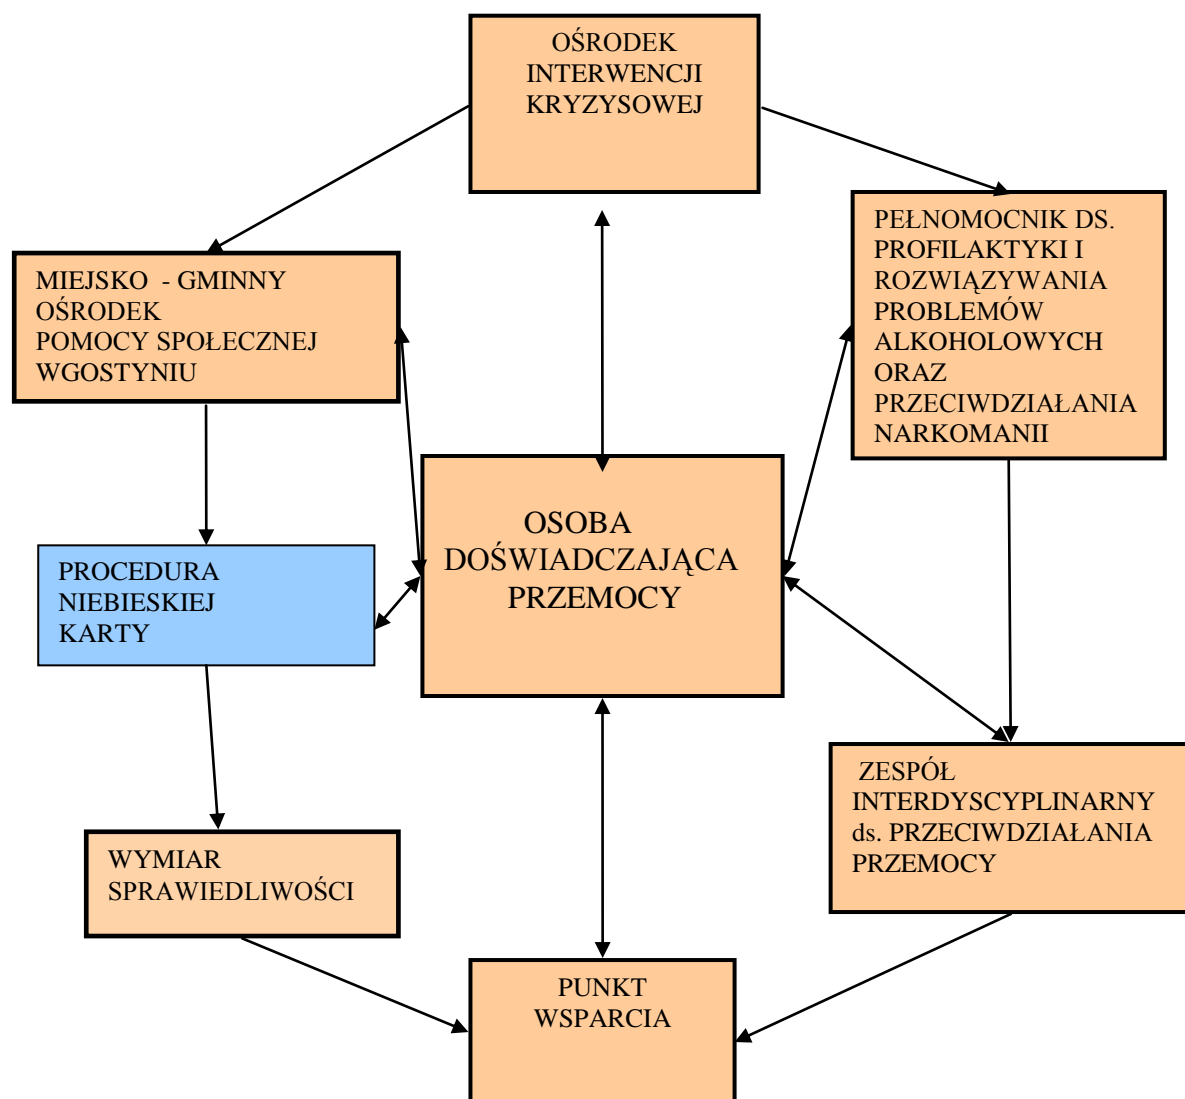 OŚRODEK
INTERWENCJI
KRYZYSOWEJ
PEŁNOMOCNIK DS.
PROFILAKTYKI I
ROZWIĄZYWANIA
PROBLEMÓW
ALKOHOLOWYCH
ORAZ
PRZECIWDZIAŁANIA
NARKOMANII
MIEJSKO - GMINNY
OŚRODEK
POMOCY SPOŁECZNEJ
WGOSTYNIU
OSOBA
DOŚWIADCZAJĄCA
PRZEMOCY
PROCEDURA
NIEBIESKIEJ
KARTY
ZESPÓŁ
INTERDYSCYPLINARNY
ds. PRZECIWDZIAŁANIA
PRZEMOCY
WYMIAR
SPRAWIEDLIWOŚCI
PUNKT
WSPARCIA